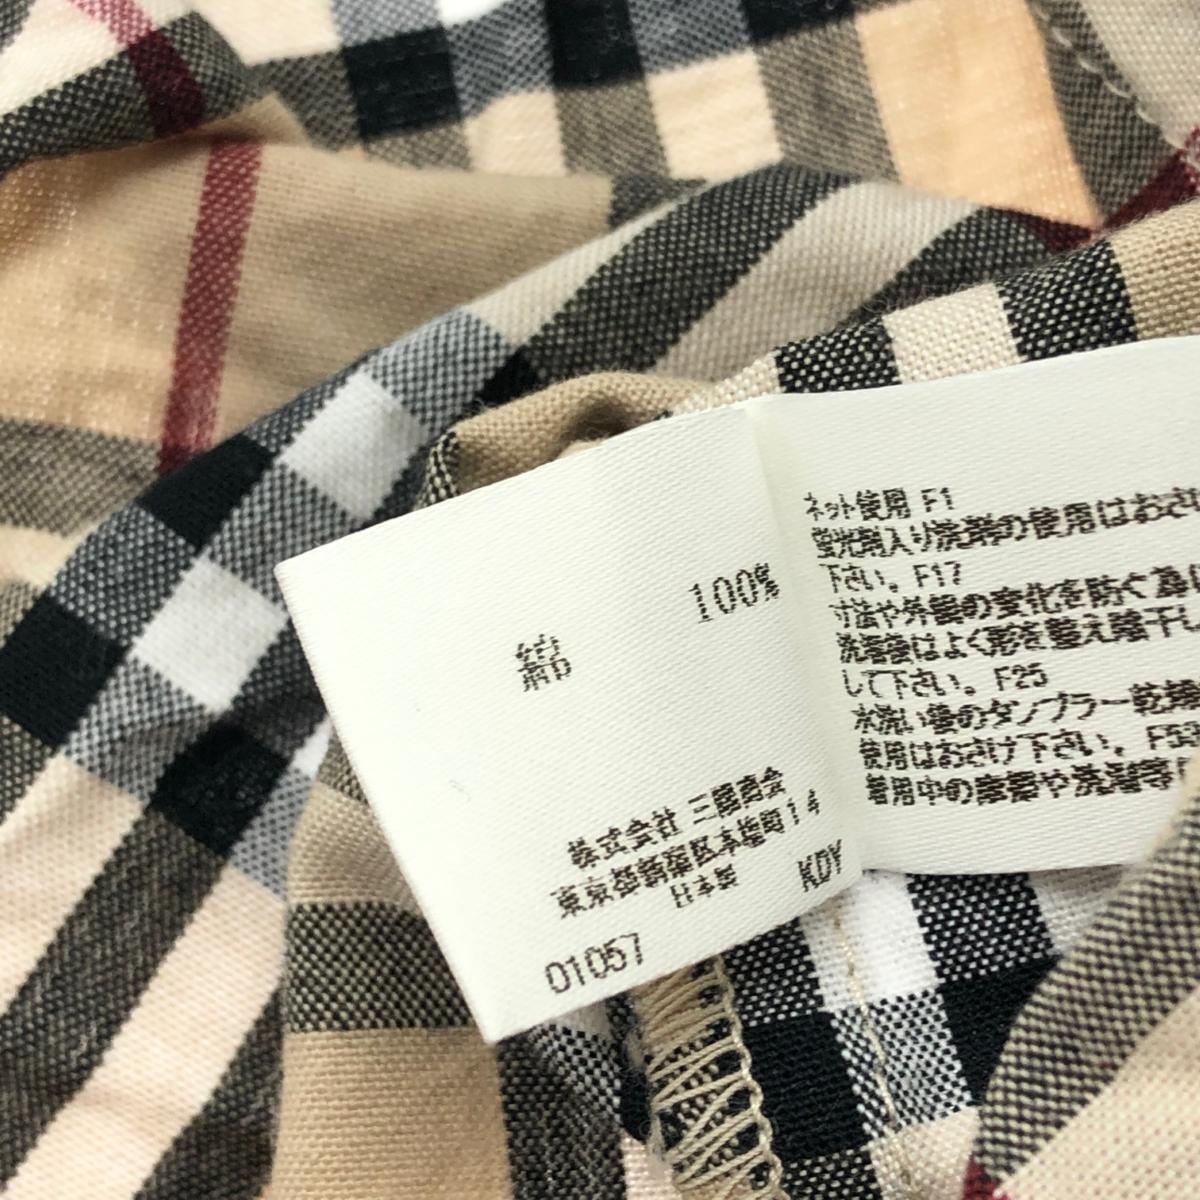 綿 100%
株式会社 三陽商会
東京都新宿区本塩町14
日本製 KDY
01057
ネット使用 F1
蛍光剤入り洗剤の使用はおさけ
下さい。F17
寸法や外観の変化を防ぐ為に
洗濯後はよく形を整え陰干し
して下さい。F25
水洗い後のタンブラー乾燥
使用はおさけ下さい。F53
着用中の摩擦や洗濯等